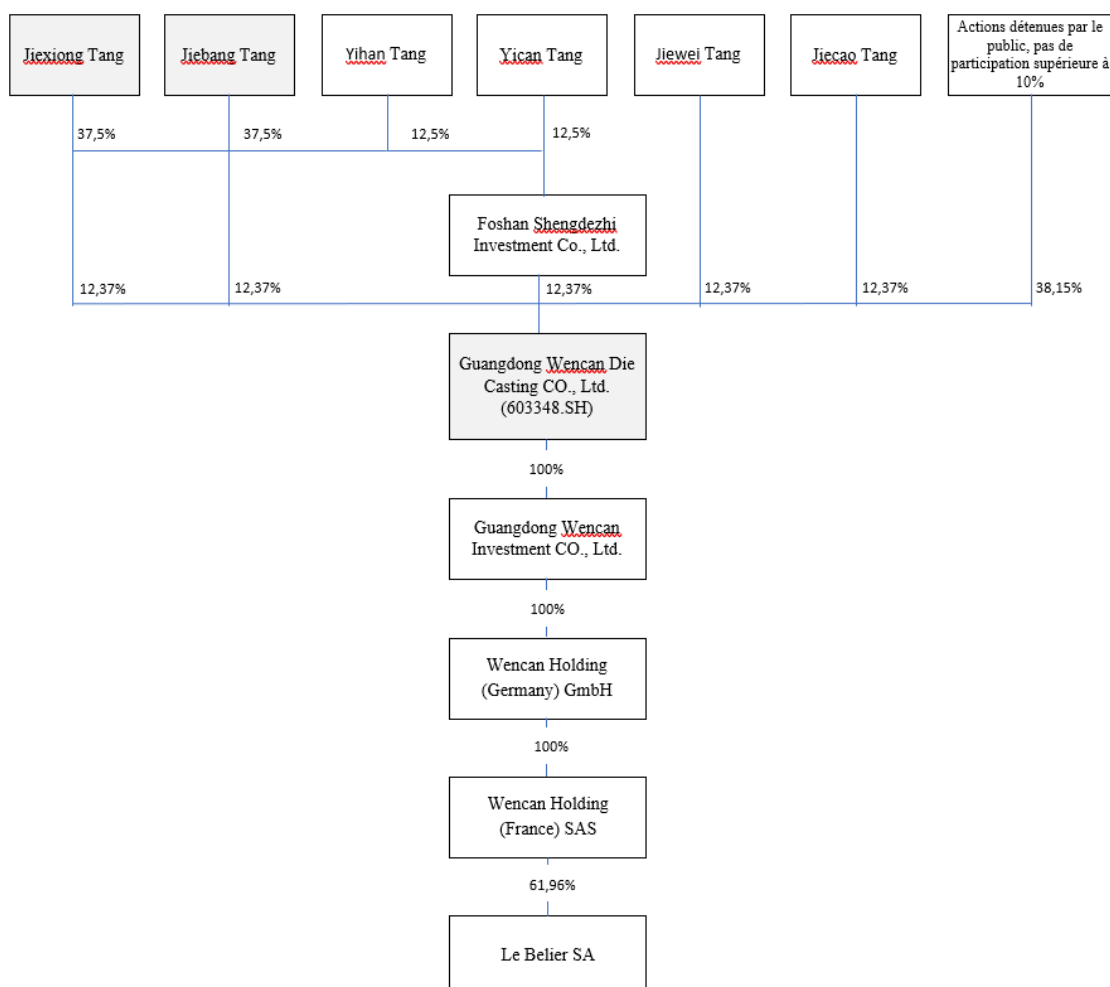 Jiexiong Tang
Jiebang Tang
Yihan Tang
Yican Tang
Jiewei Tang
Jiecao Tang
Actions détenues par le
public, pas de
participation supérieure à
10%
37,5%
37,5%
12,5%
12,5%
Foshan Shengdezhi
Investment Co., Ltd.
12,37%
12,37%
12,37%
12,37%
12,37%
38,15%
Guangdong Wencan Die
Casting CO., Ltd.
(603348.SH)
100%
Guangdong Wencan
Investment CO., Ltd.
100%
Wencan Holding
(Germany) GmbH
100%
Wencan Holding
(France) SAS
61,96%
Le Belier SA